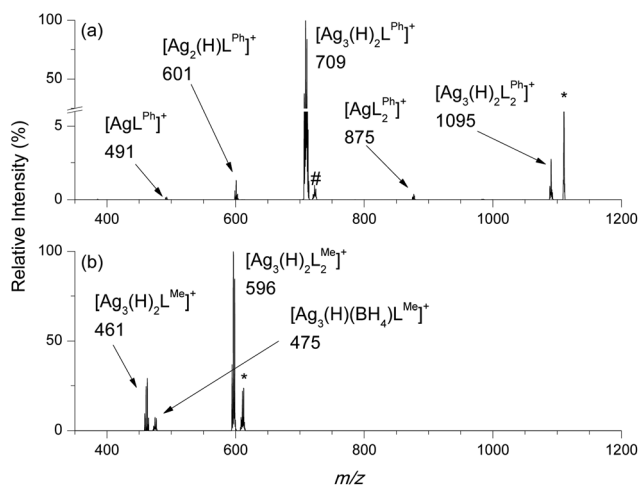 (a)
[Ag₃(H)₂L^Ph]⁺
709
[Ag₂(H)L^Ph]⁺
601
[AgL^Ph]⁺
491
#
[AgL₂^Ph]⁺
875
[Ag₃(H)₂L₂^Ph]⁺
1095
*
100
50
5
0
400
600
800
1000
1200
Relative Intensity (%)
(b)
[Ag₃(H)₂L₂^Me]⁺
596
[Ag₃(H)₂L^Me]⁺
461
[Ag₃(H)(BH₄)L^Me]⁺
475
*
100
50
0
400
600
800
1000
1200
m/z